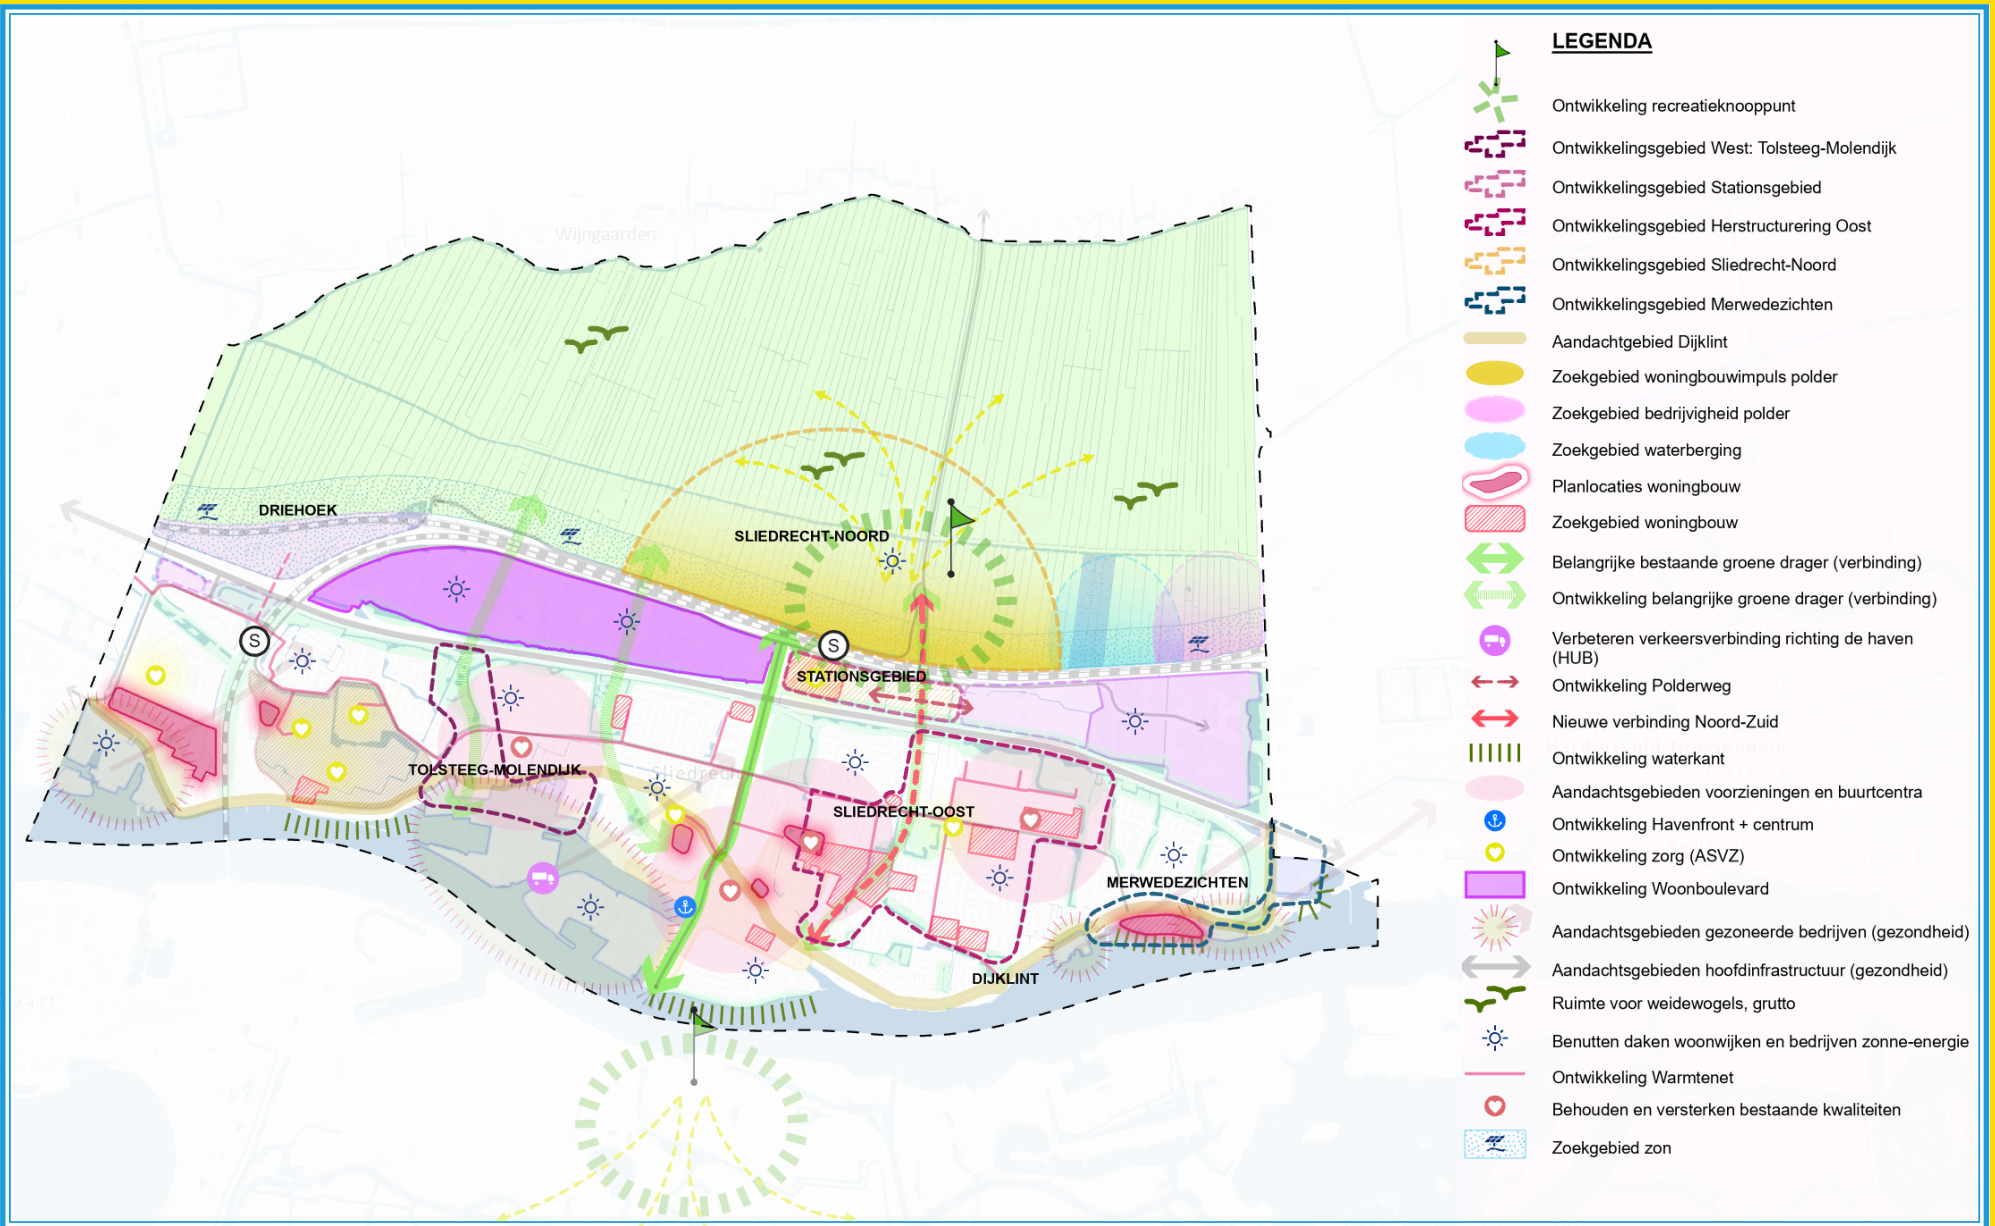 LEGENDA
Ontwikkeling recreatieknooppunt
Ontwikkelingsgebied West: Tolsteeg-Molendijk
Ontwikkelingsgebied Stationsgebied
Ontwikkelingsgebied Herstructurering Oost
Ontwikkelingsgebied Sliedrecht-Noord
Ontwikkelingsgebied Merwedezichten
Aandachtgebied Dijklint
Zoekgebied woningbouwimpuls polder
Zoekgebied bedrijvigheid polder
Zoekgebied waterberging
Planlocaties woningbouw
Zoekgebied woningbouw
Belangrijke bestaande groene drager (verbinding)
Ontwikkeling belangrijke groene drager (verbinding)
Verbeteren verkeersverbinding richting de haven
(HUB)
Ontwikkeling Polderweg
Nieuwe verbinding Noord-Zuid
Ontwikkeling waterkant
Aandachtsgebieden voorzieningen en buurtcentra
Ontwikkeling Havenfront + centrum
Ontwikkeling zorg (ASVZ)
Ontwikkeling Woonboulevard
Aandachtsgebieden gezoneerde bedrijven (gezondheid)
Aandachtsgebieden hoofdinfrastructuur (gezondheid)
Ruimte voor weidewogels, grutto
Benutten daken woonwijken en bedrijven zonne-energie
Ontwikkeling Warmtenet
Behouden en versterken bestaande kwaliteiten
Zoekgebied zon
Wijngaarden
DRIEHOEK
SLIEDRECHT-NOORD
S
S
STATIONSGEBIED
TOLSTEEG-MOLENDIJK
Sliedrech
SLIEDRECHT-OOST
MERWEDEZICHTEN
DIJKLINT